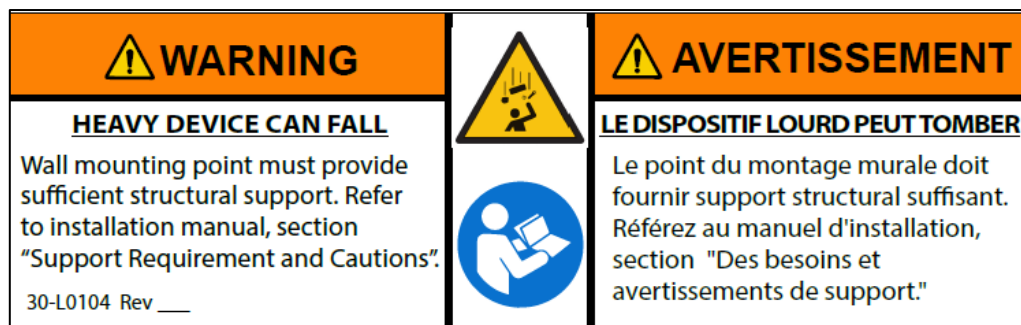 WARNING
HEAVY DEVICE CAN FALL
Wall mounting point must provide
sufficient structural support. Refer
to installation manual, section
“Support Requirement and Cautions”.
30-L0104 Rev ___
AVERTISSEMENT
LE DISPOSITIF LOURD PEUT TOMBER
Le point du montage murale doit
fournir support structural suffisant.
Référez au manuel d'installation,
section "Des besoins et
avertissements de support."